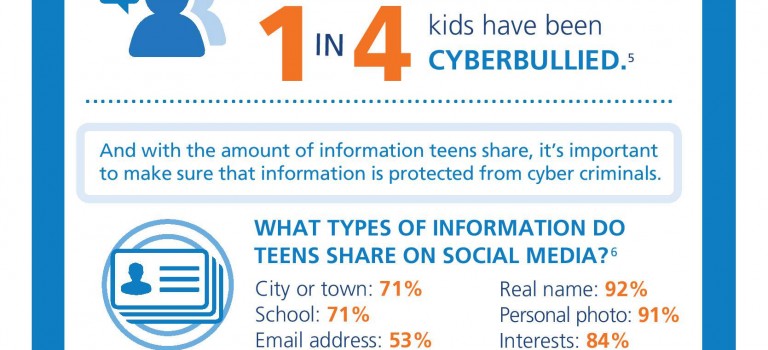 1 IN 4 kids have been
CYBERBULLIED.5
And with the amount of information teens share, it’s important
to make sure that information is protected from cyber criminals.
WHAT TYPES OF INFORMATION DO
TEENS SHARE ON SOCIAL MEDIA?6
City or town: 71%
School: 71%
Email address: 53%
Real name: 92%
Personal photo: 91%
Interests: 84%